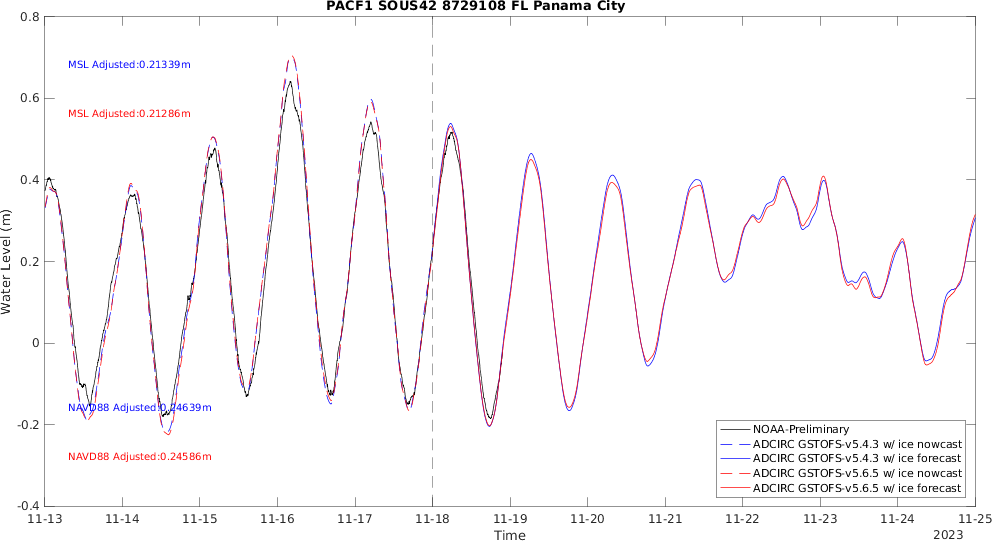 PACF1 SOUS42 8729108 FL Panama City
0.8
0.6
0.4
0.2
0
-0.2
-0.4
Water Level (m)
MSL Adjusted:0.21339m
MSL Adjusted:0.21286m
NAVD88 Adjusted:0.24639m
NAVD88 Adjusted:0.24586m
NOAA-Preliminary
ADCIRC GSTOFS-v5.4.3 w/ ice nowcast
ADCIRC GSTOFS-v5.4.3 w/ ice forecast
ADCIRC GSTOFS-v5.6.5 w/ ice nowcast
ADCIRC GSTOFS-v5.6.5 w/ ice forecast
11-13 11-14 11-15 11-16 11-17 11-18 11-19 11-20 11-21 11-22 11-23 11-24 11-25
Time
2023